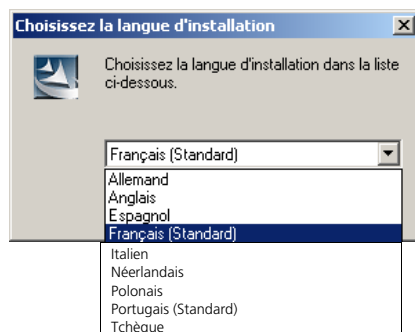 Choisissez la langue d'installation
Choisissez la langue d'installation dans la liste
ci-dessous.
Français (Standard)
Allemand
Anglais
Espagnol
Français (Standard)
Italien
Néerlandais
Polonais
Portugais (Standard)
Tchèque